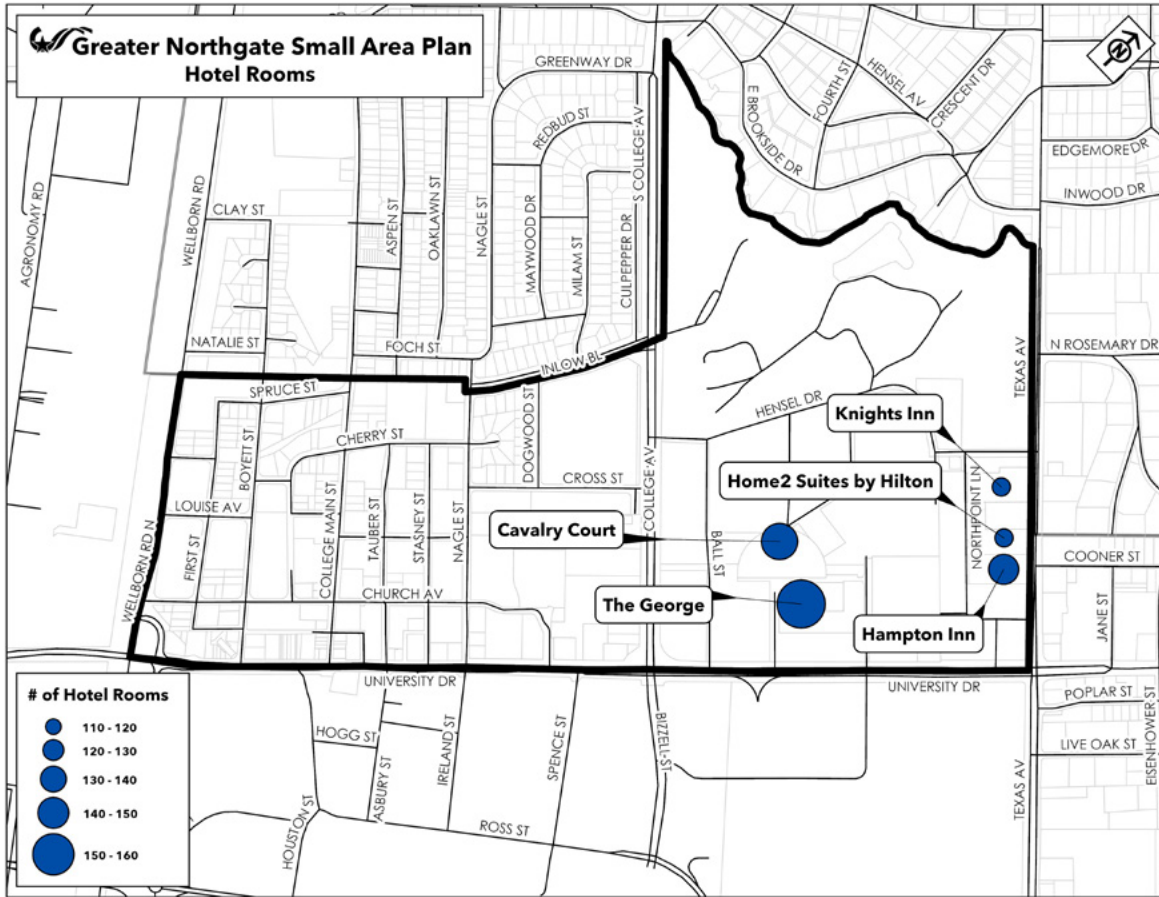 Greater Northgate Small Area Plan
Hotel Rooms
N
GREENWAY DR
REDBUD ST
S COLLEGE AV
E BROOKSIDE DR
FOURTH ST
HENSEL AV
CRESCENT DR
EDGEMORE DR
INWOOD DR
AGRONOMY RD
WELLBORN RD
CLAY ST
ASPEN ST
OAKLAWN ST
NAGLE ST
MAYWOOD DR
MILAM ST
CULPEPPER DR
NATALIE ST
FOCH ST
INLOW BL
TEXAS AV
N ROSEMARY DR
SPRUCE ST
HENSEL DR
Knights Inn
BOYETT ST
CHERRY ST
DOGWOOD ST
CROSS ST
COLLEGE AV
Home2 Suites by Hilton
NORTHPOINT LN
LOUISE AV
COLLEGE MAIN ST
TAUBER ST
STASNEY ST
NAGLE ST
Cavalry Court
BALL ST
COONER ST
FIRST ST
WELLBORN RD N
CHURCH AV
The George
Hampton Inn
JANE ST
UNIVERSITY DR
UNIVERSITY DR
POPLAR ST
LIVE OAK ST
EISENHOWER ST
HOGG ST
ASBURY ST
IRELAND ST
SPENCE ST
BIZZELL ST
TEXAS AV
HOUSTON ST
ROSS ST
# of Hotel Rooms
110 - 120
120 - 130
130 - 140
140 - 150
150 - 160